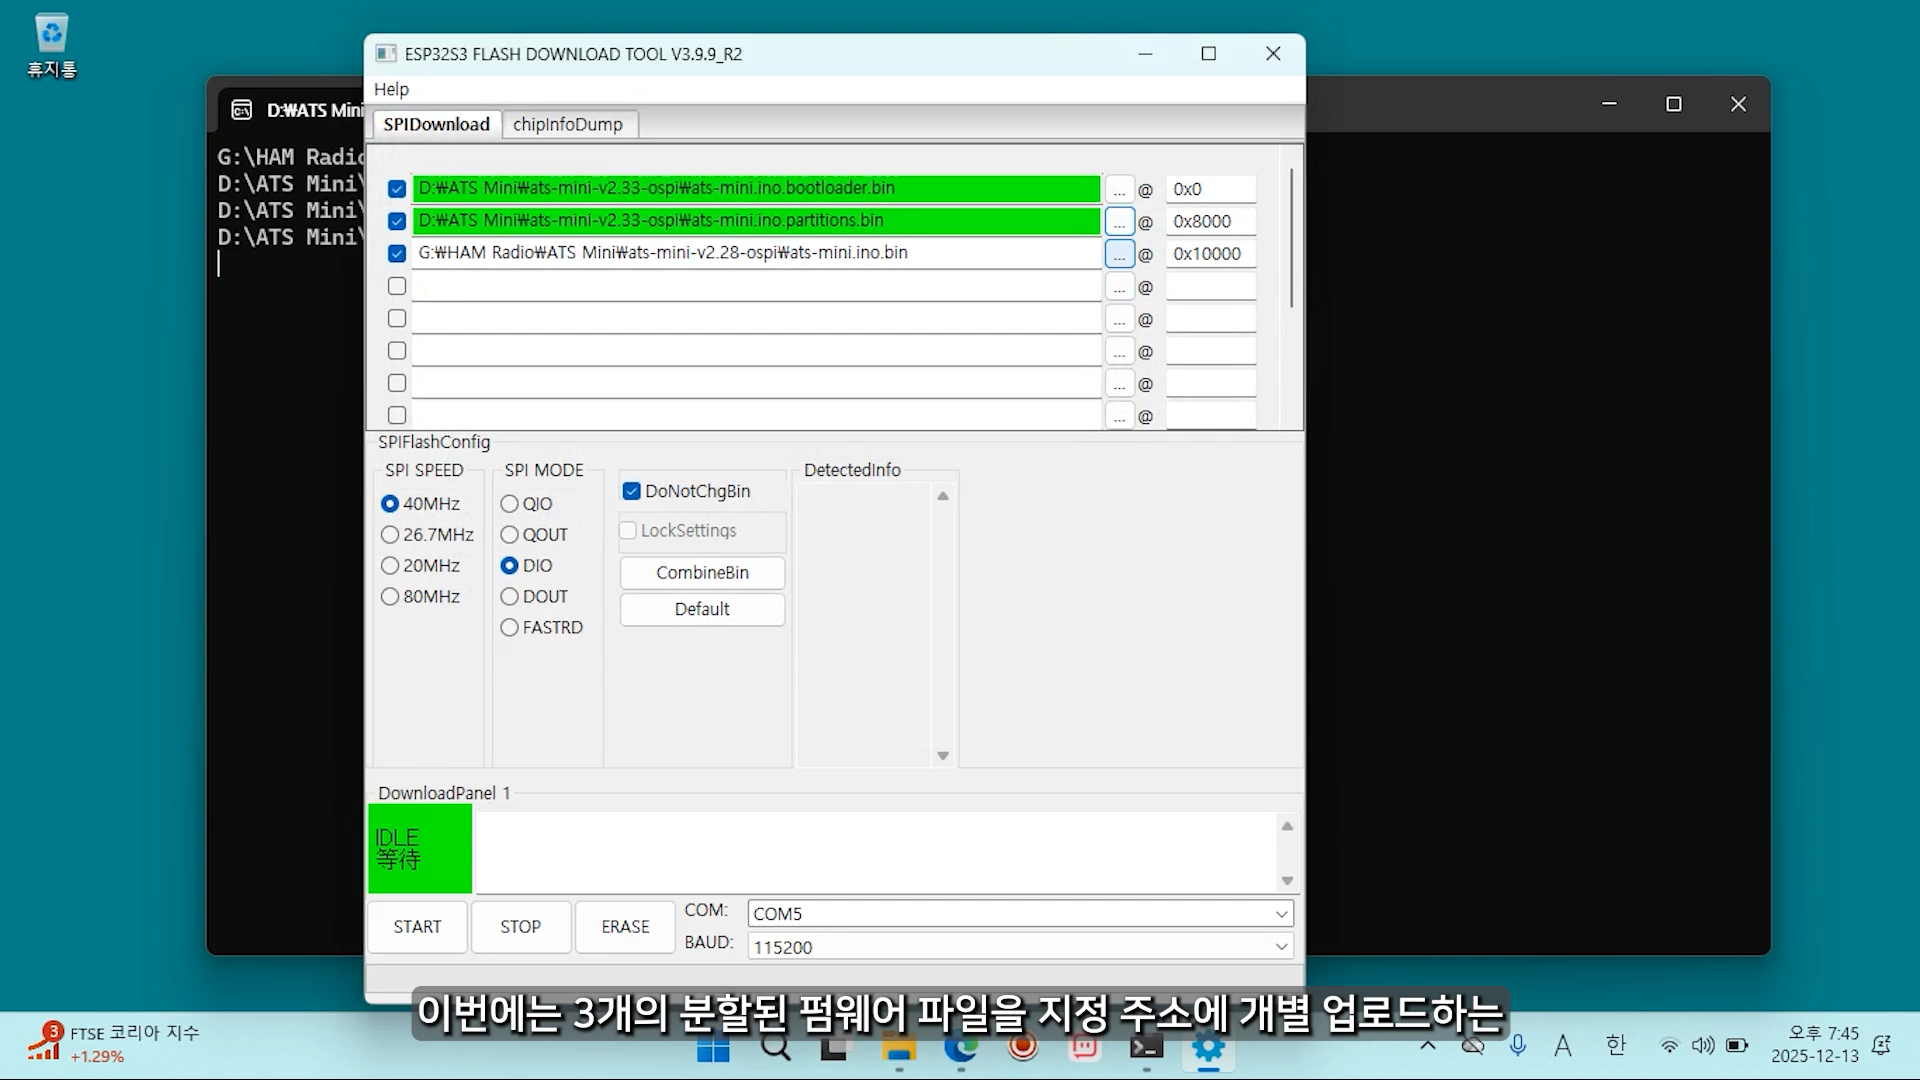 휴지통
ESP32S3 FLASH DOWNLOAD TOOL V3.9.9_R2
Help
SPIDownload
chipInfoDump
D:₩ATS Mini
G:\HAM Radio
D:\ATS Mini\
D:\ATS Mini\
D:\ATS Mini\
D:₩ATS Mini₩ats-mini-v2.33-ospi₩ats-mini.ino.bootloader.bin
... @ 0x0
D:₩ATS Mini₩ats-mini-v2.33-ospi₩ats-mini.ino.partitions.bin
... @ 0x8000
G:₩HAM Radio₩ATS Mini₩ats-mini-v2.28-ospi₩ats-mini.ino.bin
... @ 0x10000
... @
... @
... @
... @
... @
SPIFlashConfig
SPI SPEED
40MHz
26.7MHz
20MHz
80MHz
SPI MODE
QIO
QOUT
DIO
DOUT
FASTRD
DoNotChgBin
LockSettings
CombineBin
Default
DetectedInfo
DownloadPanel 1
IDLE
等待
START
STOP
ERASE
COM:
COM5
BAUD:
115200
이번에는 3개의 분할된 펌웨어 파일을 지정 주소에 개별 업로드하는
3
FTSE 코리아 지수
+1.29%
A
한
오후 7:45
2025-12-13